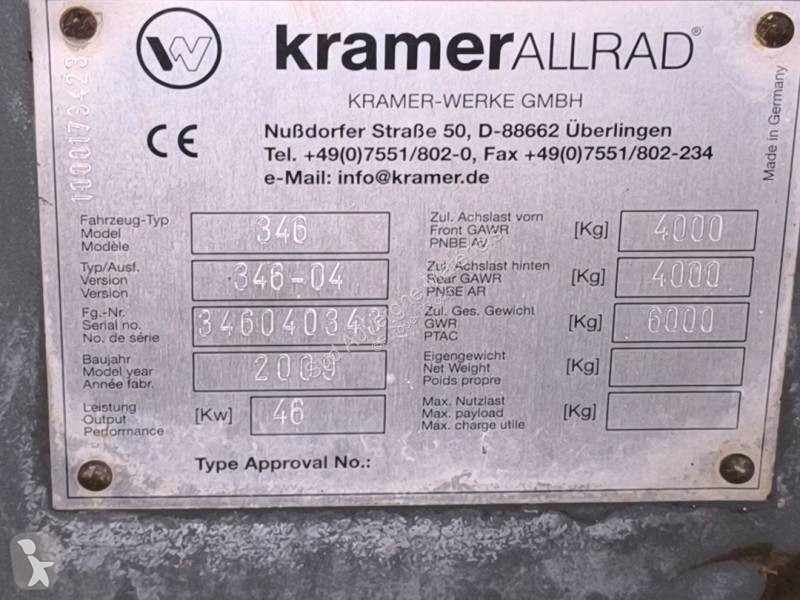 kramerALLRAD®
KRAMER-WERKE GMBH
CE
Nußdorfer Straße 50, D-88662 Überlingen
Tel. +49(0)7551/802-0, Fax +49(0)7551/802-234
e-Mail: info@kramer.de
Made in Germany
1000173423
Fahrzeug-Typ
Model
Modèle
346
Typ/Ausf.
Version
Version
346-04
Fg.-Nr.
Serial no.
No. de série
Baujahr
Model year
Année fabr.
2009
Leistung
Output
Performance
[Kw] 46
Zul. Achslast vorn
Front GAWR
PNBE AV
[Kg] 4000
Zul. Achslast hinten
Rear GAWR
PNBE AR
[Kg] 4000
Zul. Ges. Gewicht
GWR
PTAC
[Kg] 6000
Eigengewicht
Net Weight
Poids propre
[Kg]
Max. Nutzlast
Max. payload
Max. charge utile
[Kg]
Type Approval No.: